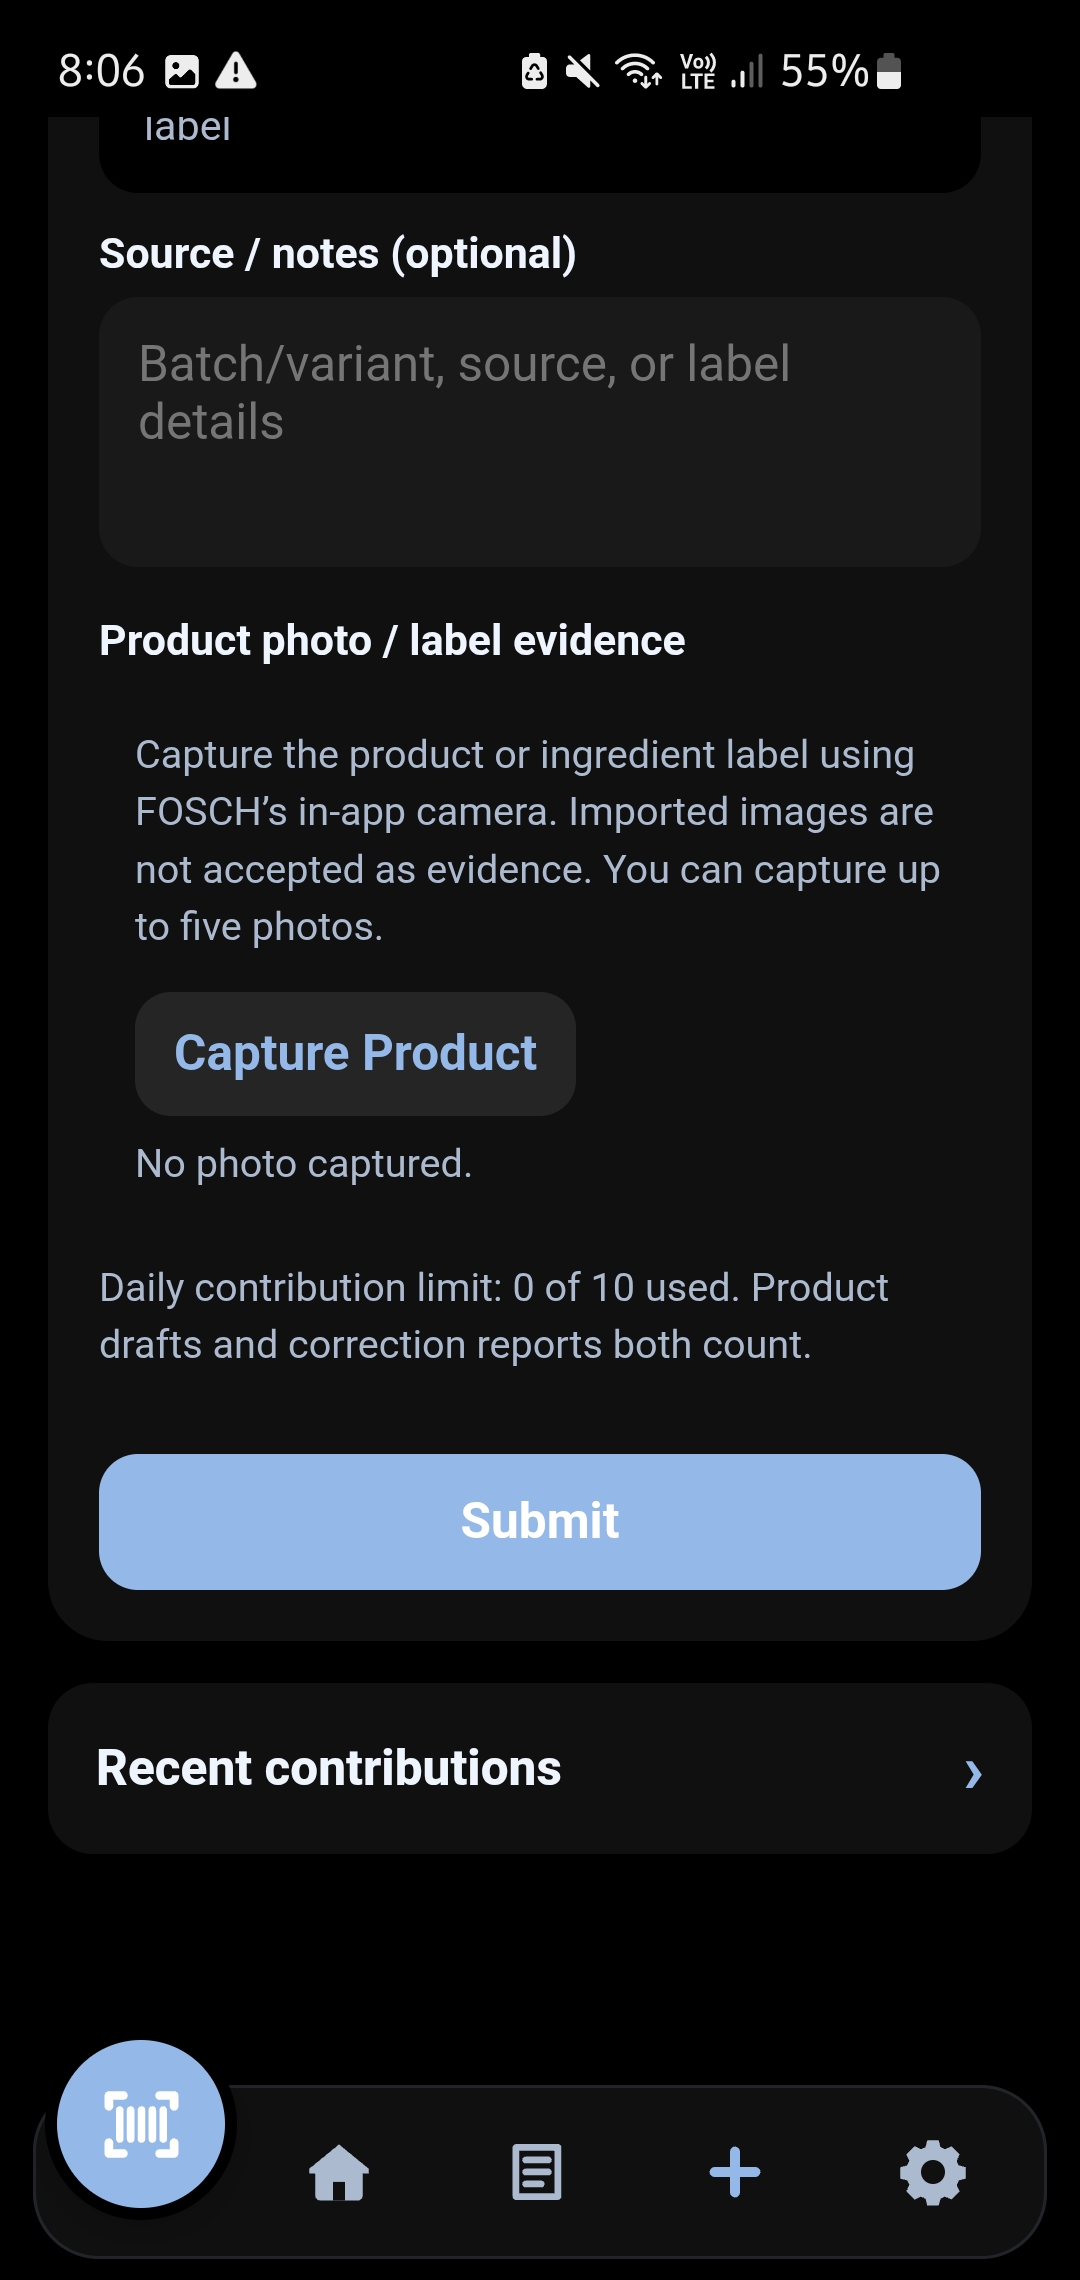 8:06
Vo)) LTE
55%
label
Source / notes (optional)
Batch/variant, source, or label
details
Product photo / label evidence
Capture the product or ingredient label using
FOSCH’s in-app camera. Imported images are
not accepted as evidence. You can capture up
to five photos.
Capture Product
No photo captured.
Daily contribution limit: 0 of 10 used. Product
drafts and correction reports both count.
Submit
Recent contributions